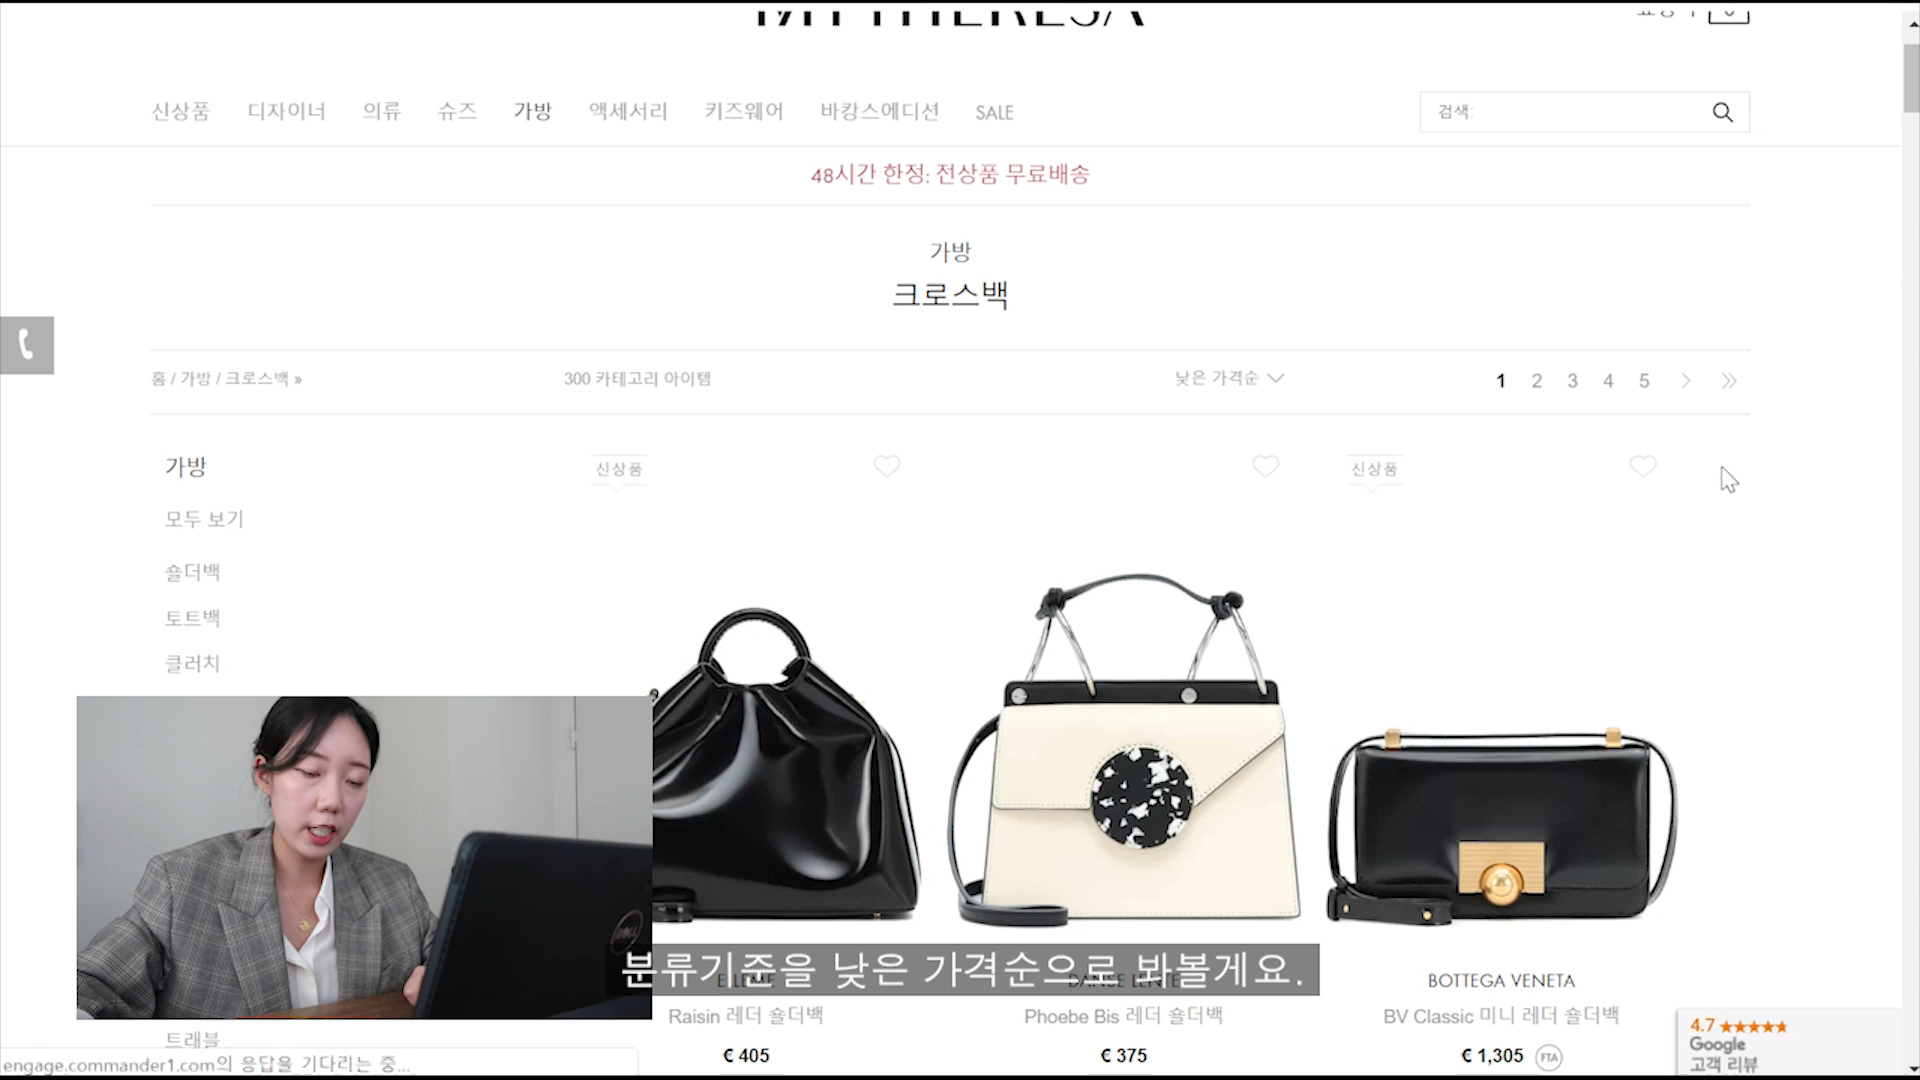 MYTHERESA
신상품 디자이너 의류 슈즈 가방 액세서리 키즈웨어 바캉스에디션 SALE
검색:
48시간 한정: 전상품 무료배송
가방
크로스백
홈 / 가방 / 크로스백 »
300 카테고리 아이템
낮은 가격순
1 2 3 4 5
가방
모두 보기
숄더백
토트백
클러치
트래블
신상품
신상품
DELL
분류기준을 낮은 가격순으로 봐볼게요.
ELLEME
DANSE LENTE
BOTTEGA VENETA
Raisin 레더 숄더백
Phoebe Bis 레더 숄더백
BV Classic 미니 레더 숄더백
€ 405
€ 375
€ 1,305 FTA
4.7
Google
고객 리뷰
engage.commander1.com의 응답을 기다리는 중...